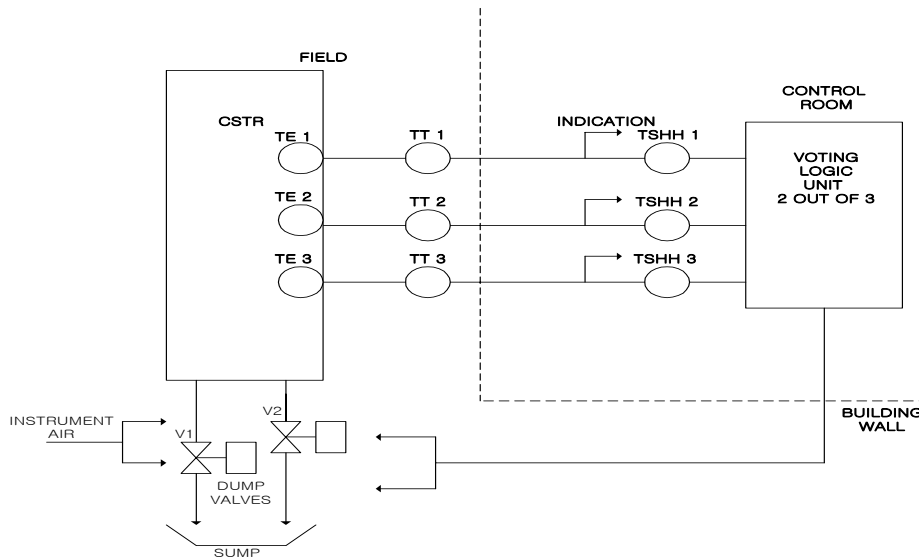 FIELD
CONTROL
ROOM
CSTR
TE 1
TT 1
INDICATION
TSHH 1
VOTING
LOGIC
UNIT
2 OUT OF 3
TE 2
TT 2
TSHH 2
TE 3
TT 3
TSHH 3
INSTRUMENT
AIR
V1
V2
BUILDING
WALL
DUMP
VALVES
SUMP